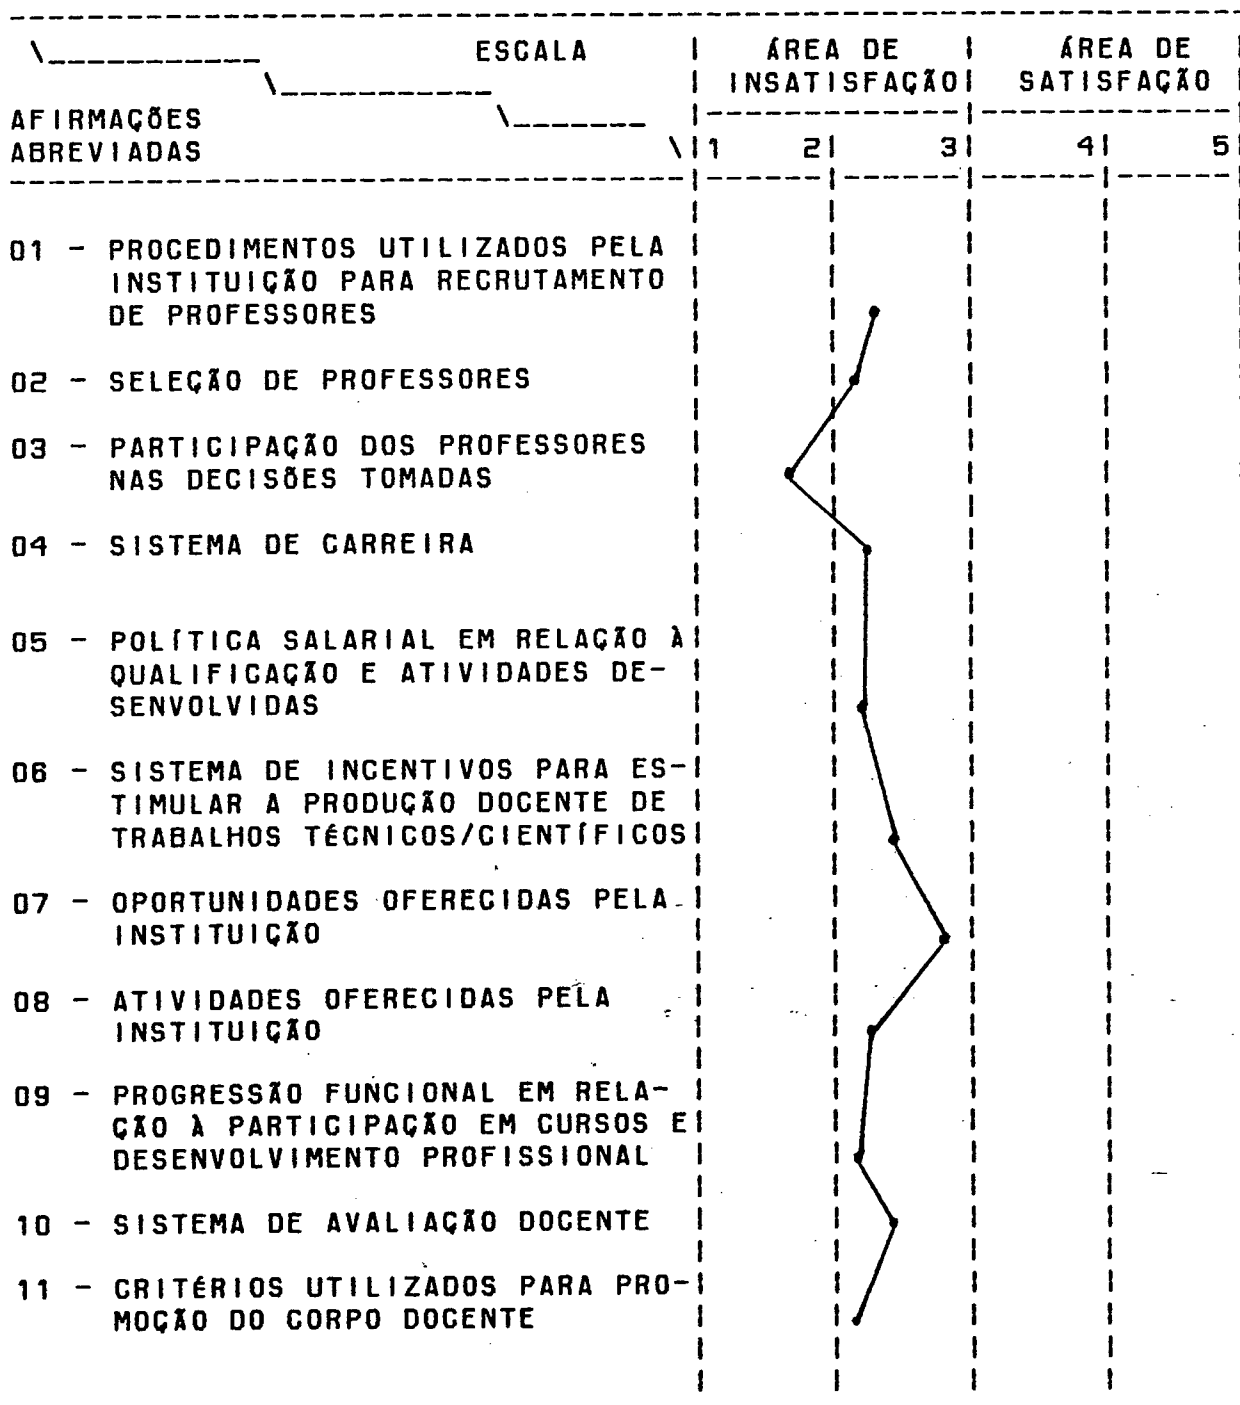 ESCALA
ÁREA DE INSATISFAÇÃO
ÁREA DE SATISFAÇÃO
AFIRMAÇÕES
ABREVIADAS
1 2 3 4 5
01 - PROCEDIMENTOS UTILIZADOS PELA
INSTITUIÇÃO PARA RECRUTAMENTO
DE PROFESSORES
02 - SELEÇÃO DE PROFESSORES
03 - PARTICIPAÇÃO DOS PROFESSORES
NAS DECISÕES TOMADAS
04 - SISTEMA DE CARREIRA
05 - POLÍTICA SALARIAL EM RELAÇÃO À
QUALIFICAÇÃO E ATIVIDADES DE-
SENVOLVIDAS
06 - SISTEMA DE INCENTIVOS PARA ES-
TIMULAR A PRODUÇÃO DOCENTE DE
TRABALHOS TÉCNICOS/CIENTÍFICOS
07 - OPORTUNIDADES OFERECIDAS PELA
INSTITUIÇÃO
08 - ATIVIDADES OFERECIDAS PELA
INSTITUIÇÃO
09 - PROGRESSÃO FUNCIONAL EM RELA-
ÇÃO À PARTICIPAÇÃO EM CURSOS E
DESENVOLVIMENTO PROFISSIONAL
10 - SISTEMA DE AVALIAÇÃO DOCENTE
11 - CRITÉRIOS UTILIZADOS PARA PRO-
MOÇÃO DO CORPO DOCENTE